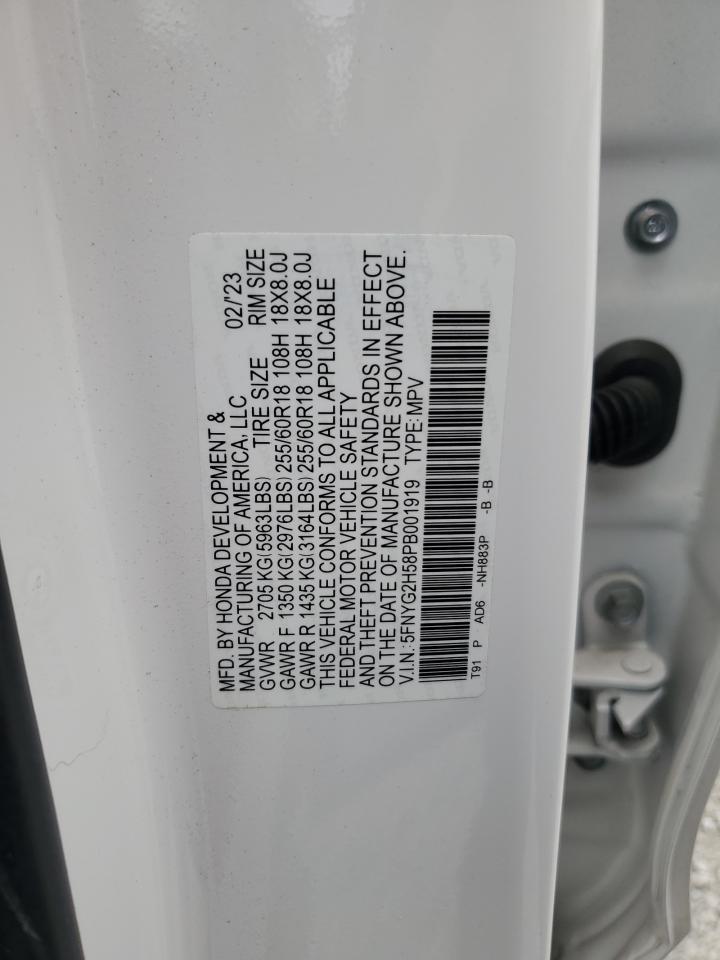 MFD. BY HONDA DEVELOPMENT &
MANUFACTURING OF AMERICA, LLC 02/'23
GVWR 2705 KG(5963LBS) TIRE SIZE RIM SIZE
GAWR F 1350 KG(2976LBS) 255/60R18 108H 18X8.0J
GAWR R 1435 KG(3164LBS) 255/60R18 108H 18X8.0J
THIS VEHICLE CONFORMS TO ALL APPLICABLE
FEDERAL MOTOR VEHICLE SAFETY
AND THEFT PREVENTION STANDARDS IN EFFECT
ON THE DATE OF MANUFACTURE SHOWN ABOVE.
V.I.N.:5FNYG2H58PB001919 TYPE:MPV
T91 P AD6 -NH883P -B -B